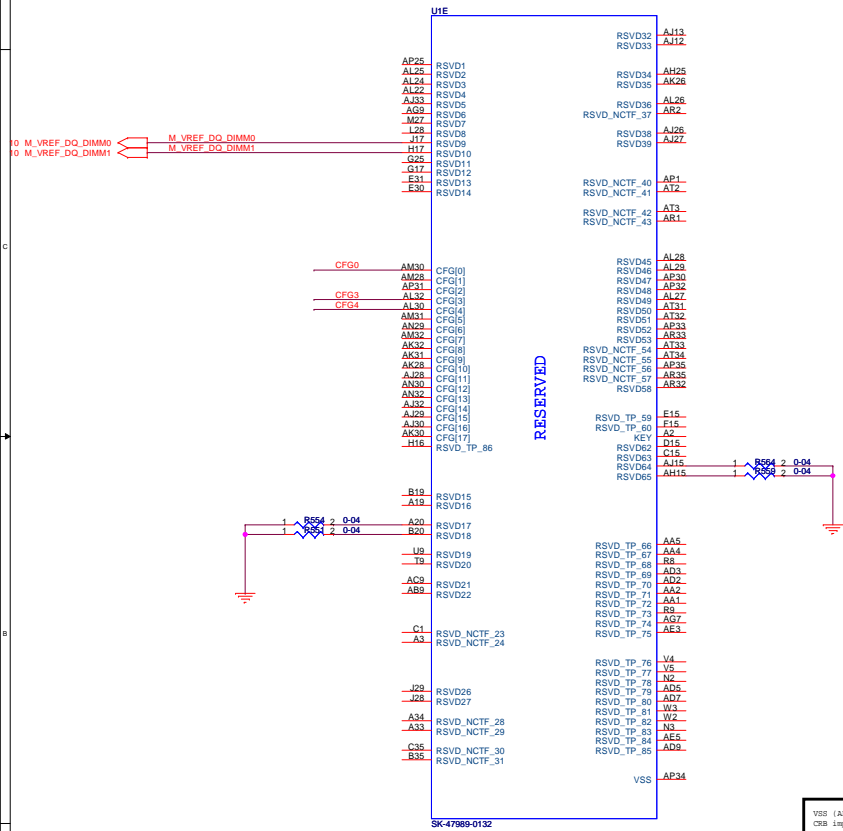 U1E
AP25 RSVD1
AL25 RSVD2
AL24 RSVD3
AL22 RSVD4
AJ33 RSVD5
AG9 RSVD6
M27 RSVD7
L28 RSVD8
10 M_VREF_DQ_DIMM0 M_VREF_DQ_DIMM0 J17 RSVD9
10 M_VREF_DQ_DIMM1 M_VREF_DQ_DIMM1 H17 RSVD10
G25 RSVD11
G17 RSVD12
E31 RSVD13
E30 RSVD14
CFG0 AM30 CFG[0]
AM28 CFG[1]
AP31 CFG[2]
CFG3 AL32 CFG[3]
CFG4 AL30 CFG[4]
AM31 CFG[5]
AN29 CFG[6]
AM32 CFG[7]
AK32 CFG[8]
AK31 CFG[9]
AK28 CFG[10]
AJ28 CFG[11]
AN30 CFG[12]
AN32 CFG[13]
AJ32 CFG[14]
AJ29 CFG[15]
AJ30 CFG[16]
AK30 CFG[17]
H16 RSVD_TP_86
B19 RSVD15
A19 RSVD16
1 R554 2 0-04 A20 RSVD17
1 R551 2 0-04 B20 RSVD18
U9 RSVD19
T9 RSVD20
AC9 RSVD21
AB9 RSVD22
C1 RSVD_NCTF_23
A3 RSVD_NCTF_24
J29 RSVD26
J28 RSVD27
A34 RSVD_NCTF_28
A33 RSVD_NCTF_29
C35 RSVD_NCTF_30
B35 RSVD_NCTF_31
RESERVED
RSVD32 AJ13
RSVD33 AJ12
RSVD34 AH25
RSVD35 AK26
RSVD36 AL26
RSVD_NCTF_37 AR2
RSVD38 AJ26
RSVD39 AJ27
RSVD_NCTF_40 AP1
RSVD_NCTF_41 AT2
RSVD_NCTF_42 AT3
RSVD_NCTF_43 AR1
RSVD45 AL28
RSVD46 AL29
RSVD47 AP30
RSVD48 AP32
RSVD49 AL27
RSVD50 AT31
RSVD51 AT32
RSVD52 AP33
RSVD53 AR33
RSVD_NCTF_54 AT33
RSVD_NCTF_55 AT34
RSVD_NCTF_56 AP35
RSVD_NCTF_57 AR35
RSVD58 AR32
RSVD_TP_59 E15
RSVD_TP_60 F15
KEY A2
RSVD62 D15
RSVD63 C15
RSVD64 AJ15 1 R564 2 0-04
RSVD65 AH15 1 R559 2 0-04
RSVD_TP_66 AA5
RSVD_TP_67 AA4
RSVD_TP_68 R8
RSVD_TP_69 AD3
RSVD_TP_70 AD2
RSVD_TP_71 AA2
RSVD_TP_72 AA1
RSVD_TP_73 R9
RSVD_TP_74 AG7
RSVD_TP_75 AE3
RSVD_TP_76 V4
RSVD_TP_77 V5
RSVD_TP_78 N2
RSVD_TP_79 AD5
RSVD_TP_80 AD7
RSVD_TP_81 W3
RSVD_TP_82 W2
RSVD_TP_83 N3
RSVD_TP_84 AE5
RSVD_TP_85 AD9
VSS AP34
SK-47989-0132
C
B
VSS
CRB